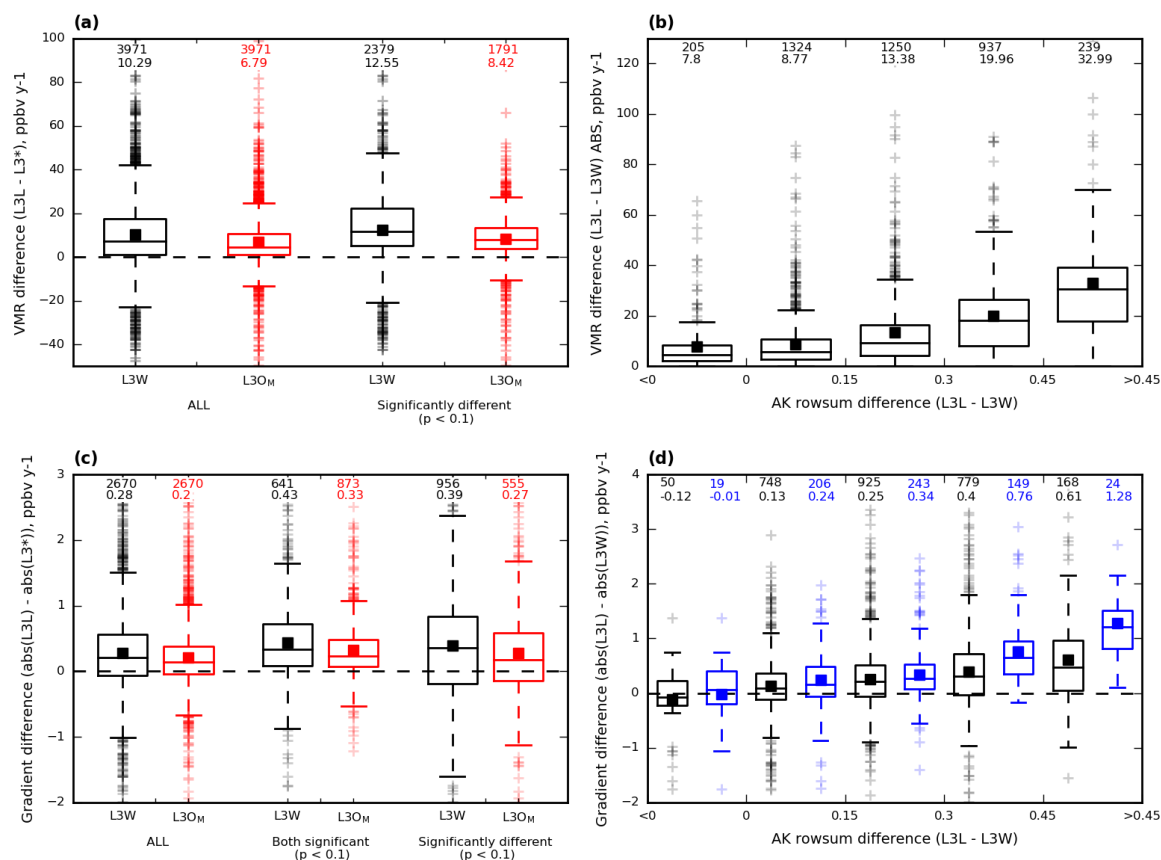 (a)
3971 3971 2379 1791
10.29 6.79 12.55 8.42
VMR difference (L3L - L3*), ppbv y-1
100
80
60
40
20
0
−20
−40
L3W L3OM L3W L3OM
ALL Significantly different
(p < 0.1)
(b)
205 1324 1250 937 239
7.8 8.77 13.38 19.96 32.99
VMR difference (L3L - L3W) ABS, ppbv y-1
120
100
80
60
40
20
0
<0 0 0.15 0.3 0.45 >0.45
AK rowsum difference (L3L - L3W)
(c)
2670 2670 641 873 956 555
0.28 0.2 0.43 0.33 0.39 0.27
Gradient difference (abs(L3L) - abs(L3*)), ppbv y-1
3
2
1
0
−1
−2
L3W L3OM L3W L3OM L3W L3OM
ALL Both significant Significantly different
(p < 0.1) (p < 0.1)
(d)
50 19 748 206 925 243 779 149 168 24
-0.12 -0.01 0.13 0.24 0.25 0.34 0.4 0.76 0.61 1.28
Gradient difference (abs(L3L) - abs(L3W)), ppbv y-1
4
3
2
1
0
−1
−2
<0 0 0.15 0.3 0.45 >0.45
AK rowsum difference (L3L - L3W)